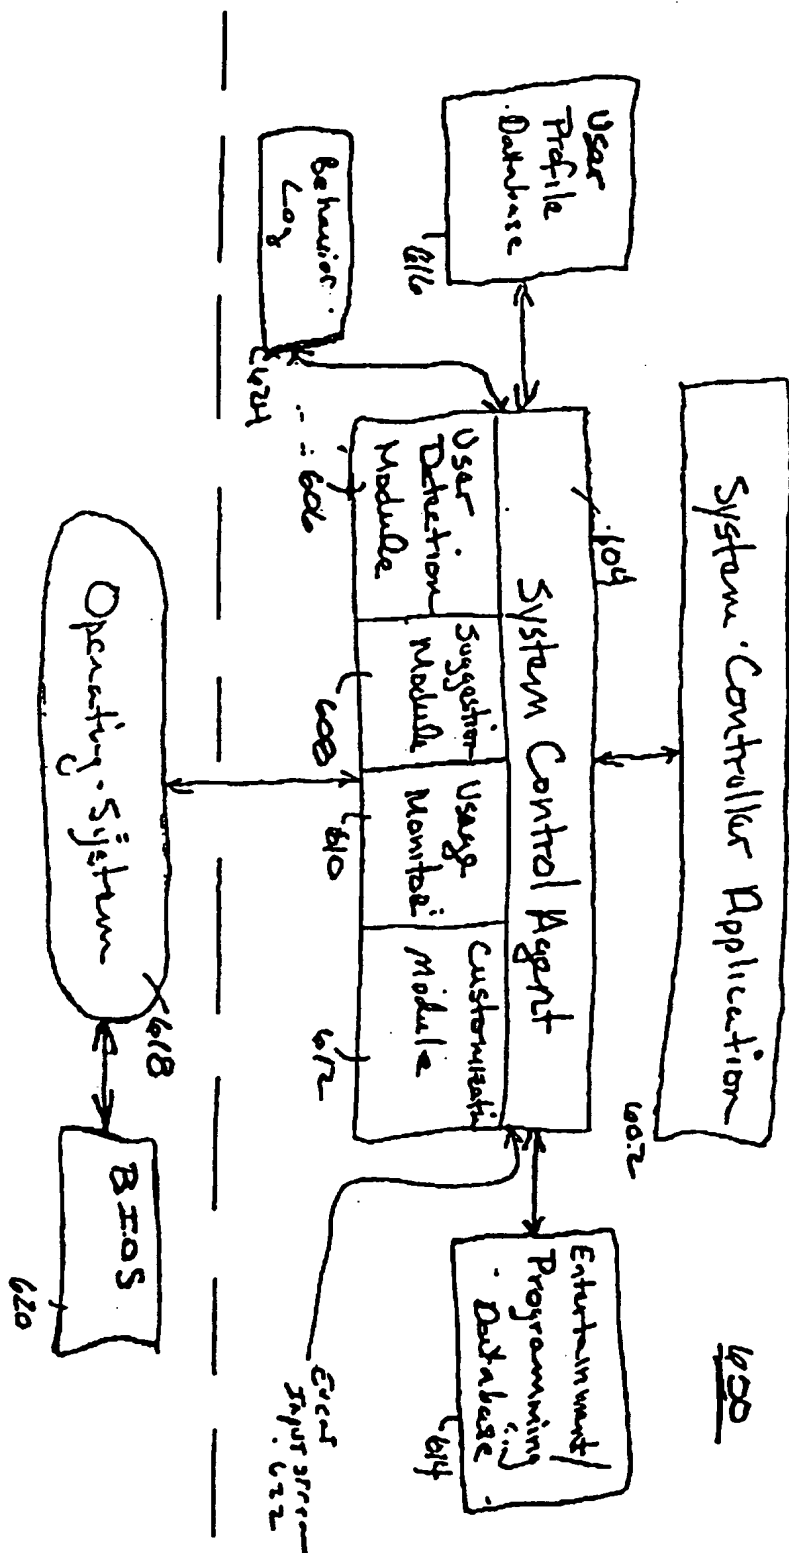 600
System Controller Application
602
604
System Control Agent
User
Profile
Database
616
User
Detection
Module
606
Suggestion
Module
608
Usage
Monitor
610
Customizati
Module
612
Entertainment/
Programming
Database
614
Behavior
Log
624
Event
Input stream
622
Operating System
618
BIOS
620